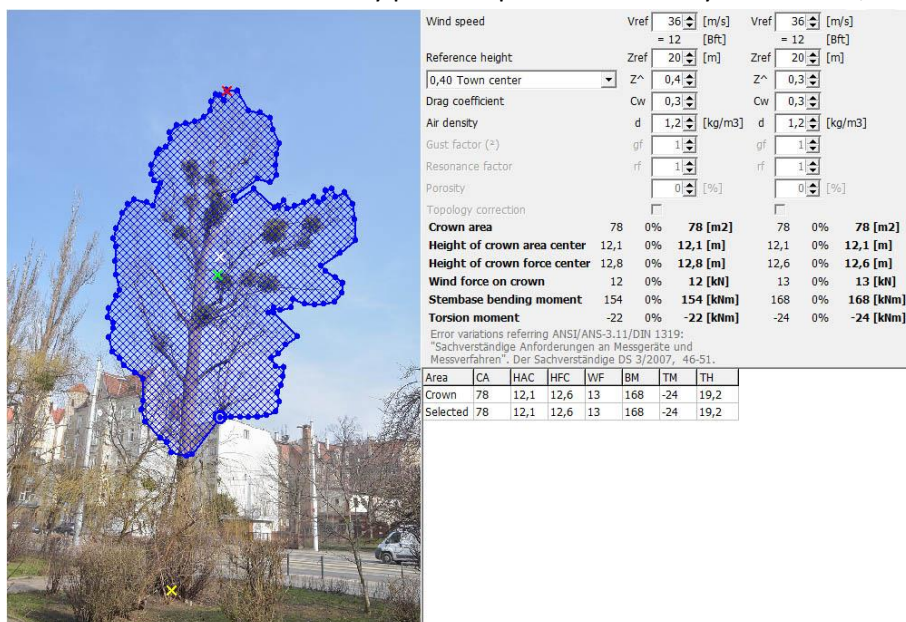 Wind speed Vref 36 [m/s] Vref 36 [m/s]
= 12 [Bft] = 12 [Bft]
Reference height Zref 20 [m] Zref 20 [m]
0,40 Town center Z^ 0,4 Z^ 0,3
Drag coefficient Cw 0,3 Cw 0,3
Air density d 1,2 [kg/m3] d 1,2 [kg/m3]
Gust factor (²) gf 1 gf 1
Resonance factor rf 1 rf 1
Porosity 0 [%] 0 [%]
Topology correction
Crown area 78 0% 78 [m2] 78 0% 78 [m2]
Height of crown area center 12,1 0% 12,1 [m] 12,1 0% 12,1 [m]
Height of crown force center 12,8 0% 12,8 [m] 12,6 0% 12,6 [m]
Wind force on crown 12 0% 12 [kN] 13 0% 13 [kN]
Stembase bending moment 154 0% 154 [kNm] 168 0% 168 [kNm]
Torsion moment -22 0% -22 [kNm] -24 0% -24 [kNm]
Error variations referring ANSI/ANS-3.11/DIN 1319:
"Sachverständige Anforderungen an Messgeräte und
Messverfahren". Der Sachverständige DS 3/2007, 46-51.
Area CA HAC HFC WF BM TM TH
Crown 78 12,1 12,6 13 168 -24 19,2
Selected 78 12,1 12,6 13 168 -24 19,2
C